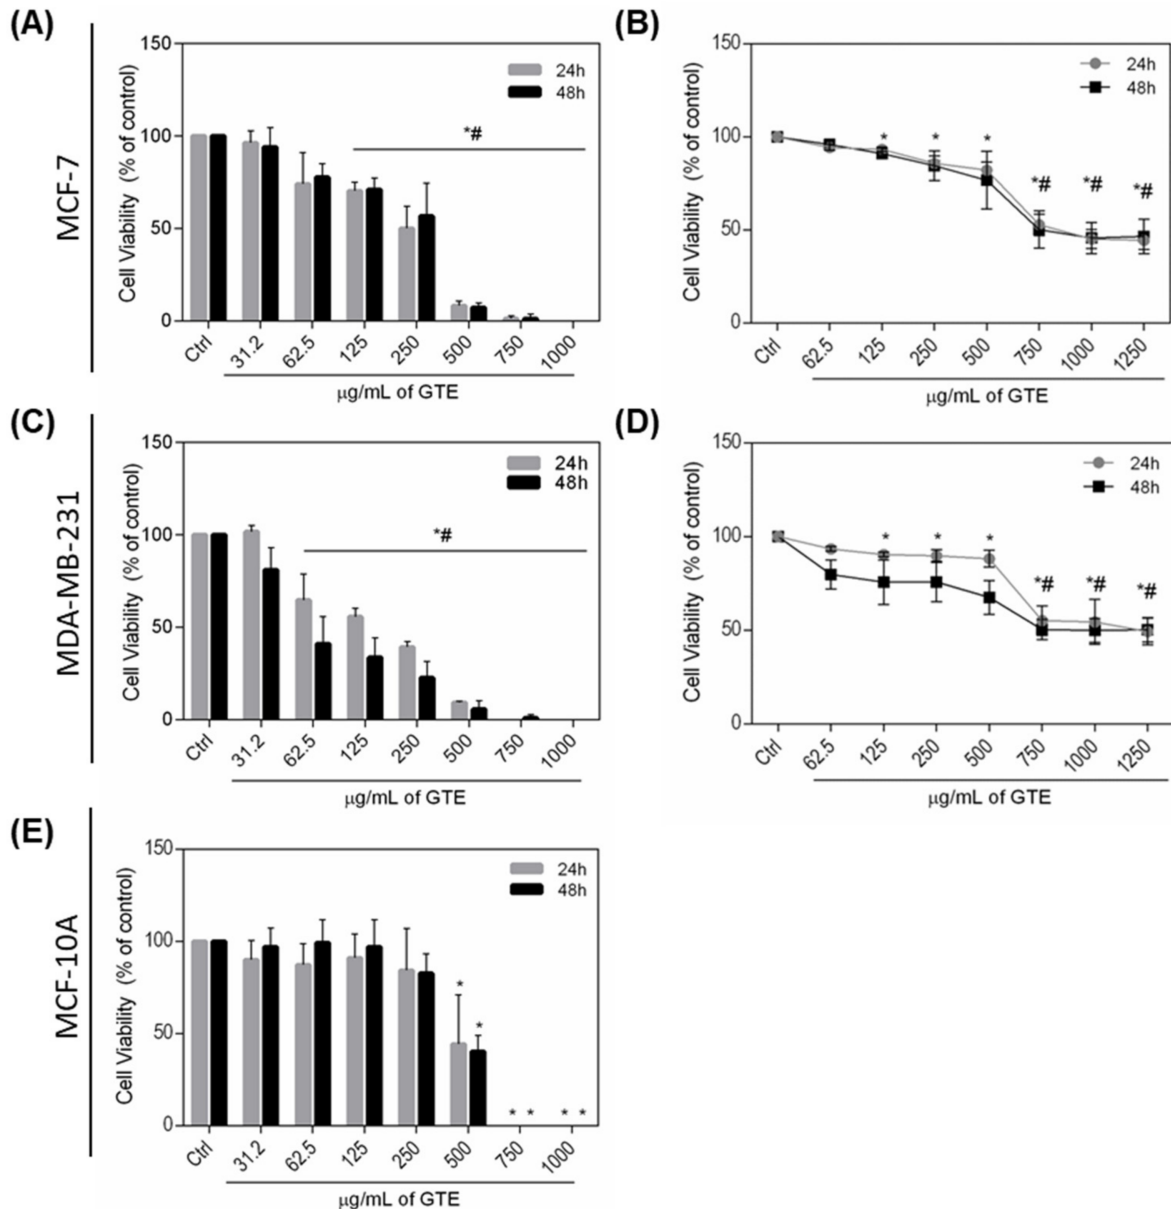 (A)
MCF-7
Cell Viability (% of control)
150
100
50
0
24h
48h
*#
Ctrl 31.2 62.5 125 250 500 750 1000
μg/mL of GTE
(B)
Cell Viability (% of control)
150
100
50
0
24h
48h
* * *
*# *# *#
Ctrl 62.5 125 250 500 750 1000 1250
μg/mL of GTE
(C)
MDA-MB-231
Cell Viability (% of control)
150
100
50
0
24h
48h
*#
Ctrl 31.2 62.5 125 250 500 750 1000
μg/mL of GTE
(D)
Cell Viability (% of control)
150
100
50
0
24h
48h
* * *
*# *# *#
Ctrl 62.5 125 250 500 750 1000 1250
μg/mL of GTE
(E)
MCF-10A
Cell Viability (% of control)
150
100
50
0
24h
48h
*
*
* * * *
Ctrl 31.2 62.5 125 250 500 750 1000
μg/mL of GTE